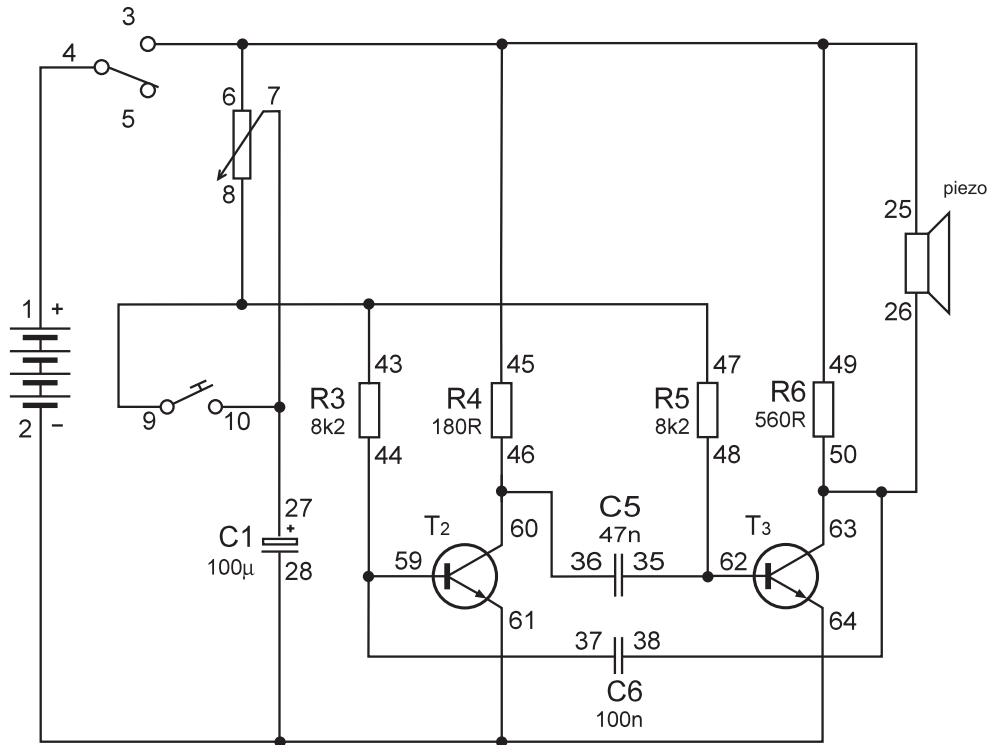 3
4
5
6 7
8
piezo
25
26
1 +
2 −
9 10
43 45 47 49
R3 R4 R5 R6
8k2 180R 8k2 560R
44 46 48 50
27
+
C1
100μ
28
T2 60 C5 T3 63
47n
59 36 35 62
61 64
37 38
C6
100n